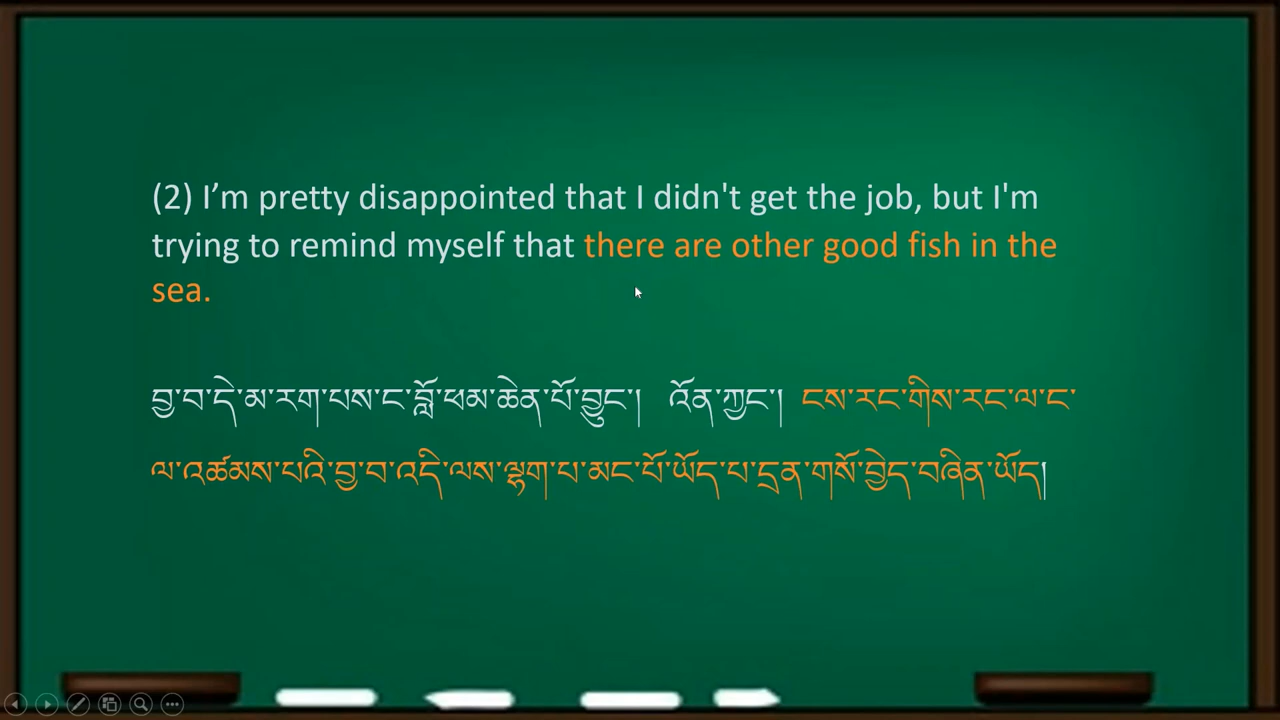 (2) I’m pretty disappointed that I didn't get the job, but I'm
trying to remind myself that there are other good fish in the
sea.
བྱ་བ་དེ་མ་རག་པས་ང་བློ་ཕམ་ཆེན་པོ་བྱུང་། འོན་ཀྱང་། ངས་རང་གིས་རང་ལ་ང་
ལ་འཚམས་པའི་བྱ་བ་འདི་ལས་ལྷག་པ་མང་པོ་ཡོད་པ་དྲན་གསོ་བྱེད་བཞིན་ཡོད།